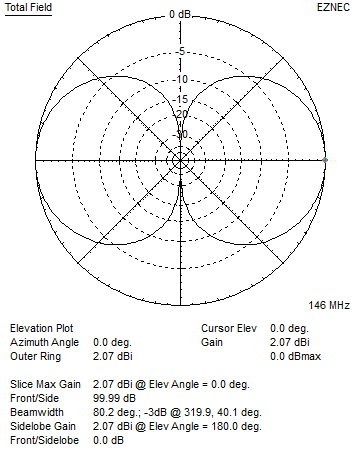 Total Field
EZNEC
0 dB
-5
-10
-15
-20
-30
146 MHz
Elevation Plot
Cursor Elev 0.0 deg.
Azimuth Angle 0.0 deg.
Gain 2.07 dBi
Outer Ring 2.07 dBi
0.0 dBmax
Slice Max Gain 2.07 dBi @ Elev Angle = 0.0 deg.
Front/Side 99.99 dB
Beamwidth 80.2 deg.; -3dB @ 319.9, 40.1 deg.
Sidelobe Gain 2.07 dBi @ Elev Angle = 180.0 deg.
Front/Sidelobe 0.0 dB